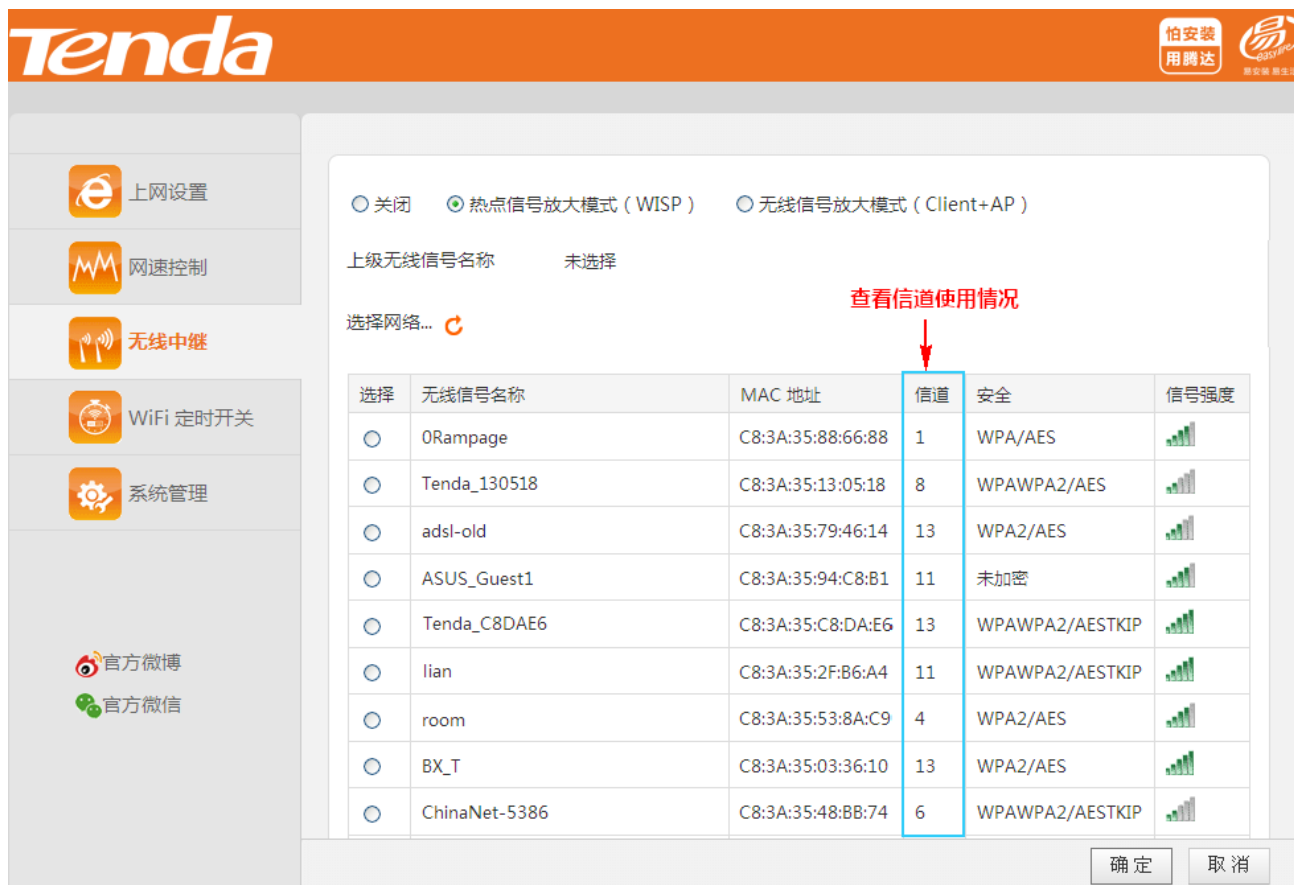 Tenda
怕安装
用腾达
易
easy life
上网设置
网速控制
无线中继
WiFi 定时开关
系统管理
官方微博
官方微信
关闭 热点信号放大模式（WISP） 无线信号放大模式（Client+AP）
上级无线信号名称 未选择
查看信道使用情况
选择网络...
选择 无线信号名称 MAC 地址 信道 安全 信号强度
0Rampage C8:3A:35:88:66:88 1 WPA/AES
Tenda_130518 C8:3A:35:13:05:18 8 WPAWPA2/AES
adsl-old C8:3A:35:79:46:14 13 WPA2/AES
ASUS_Guest1 C8:3A:35:94:C8:B1 11 未加密
Tenda_C8DAE6 C8:3A:35:C8:DA:E6 13 WPAWPA2/AESTKIP
lian C8:3A:35:2F:B6:A4 11 WPAWPA2/AESTKIP
room C8:3A:35:53:8A:C9 4 WPA2/AES
BX_T C8:3A:35:03:36:10 13 WPA2/AES
ChinaNet-5386 C8:3A:35:48:BB:74 6 WPAWPA2/AESTKIP
确定 取消